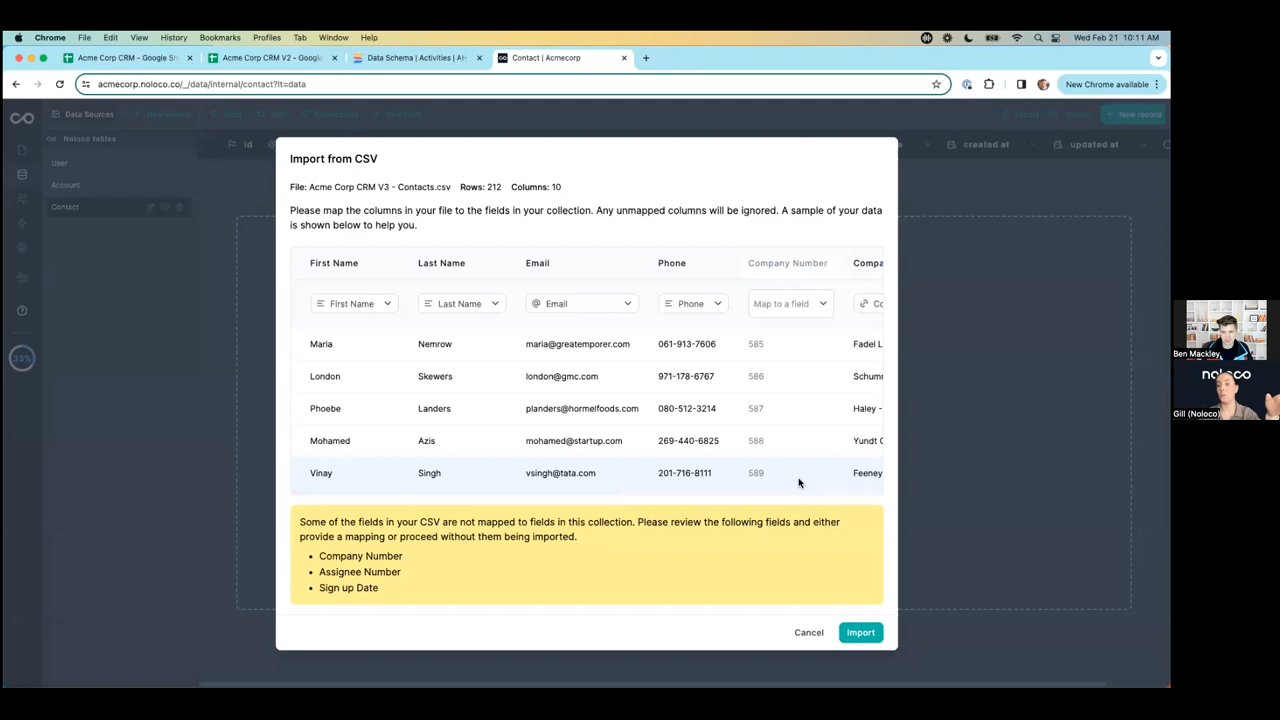 Chrome File Edit View History Bookmarks Profiles Tab Window Help Wed Feb 21 10:11 AM
Acme Corp CRM - Google Sh Acme Corp CRM V2 - Google Data Schema | Activities | Contact | Acmecorp
acmecorp.noloco.co/_/data/internal/contact?lt=data New Chrome available
Data Sources New record
Noloco tables id created at updated at
User
Account
Contact
33%
Import from CSV
File: Acme Corp CRM V3 - Contacts.csv Rows: 212 Columns: 10
Please map the columns in your file to the fields in your collection. Any unmapped columns will be ignored. A sample of your data
is shown below to help you.
First Name Last Name Email Phone Company Number Compa
First Name Last Name Email Phone Map to a field Co
Maria Nemrow maria@greatemporer.com 061-913-7606 585 Fadel L
London Skewers london@gmc.com 971-178-6767 586 Schumr
Phoebe Landers planders@hormelfoods.com 080-512-3214 587 Haley -
Mohamed Azis mohamed@startup.com 269-440-6825 588 Yundt
Vinay Singh vsingh@tata.com 201-716-8111 589 Feeney
Some of the fields in your CSV are not mapped to fields in this collection. Please review the following fields and either
provide a mapping or proceed without them being imported.
• Company Number
• Assignee Number
• Sign up Date
Cancel Import
Ben Mackley
noloco
Gill (Noloco)